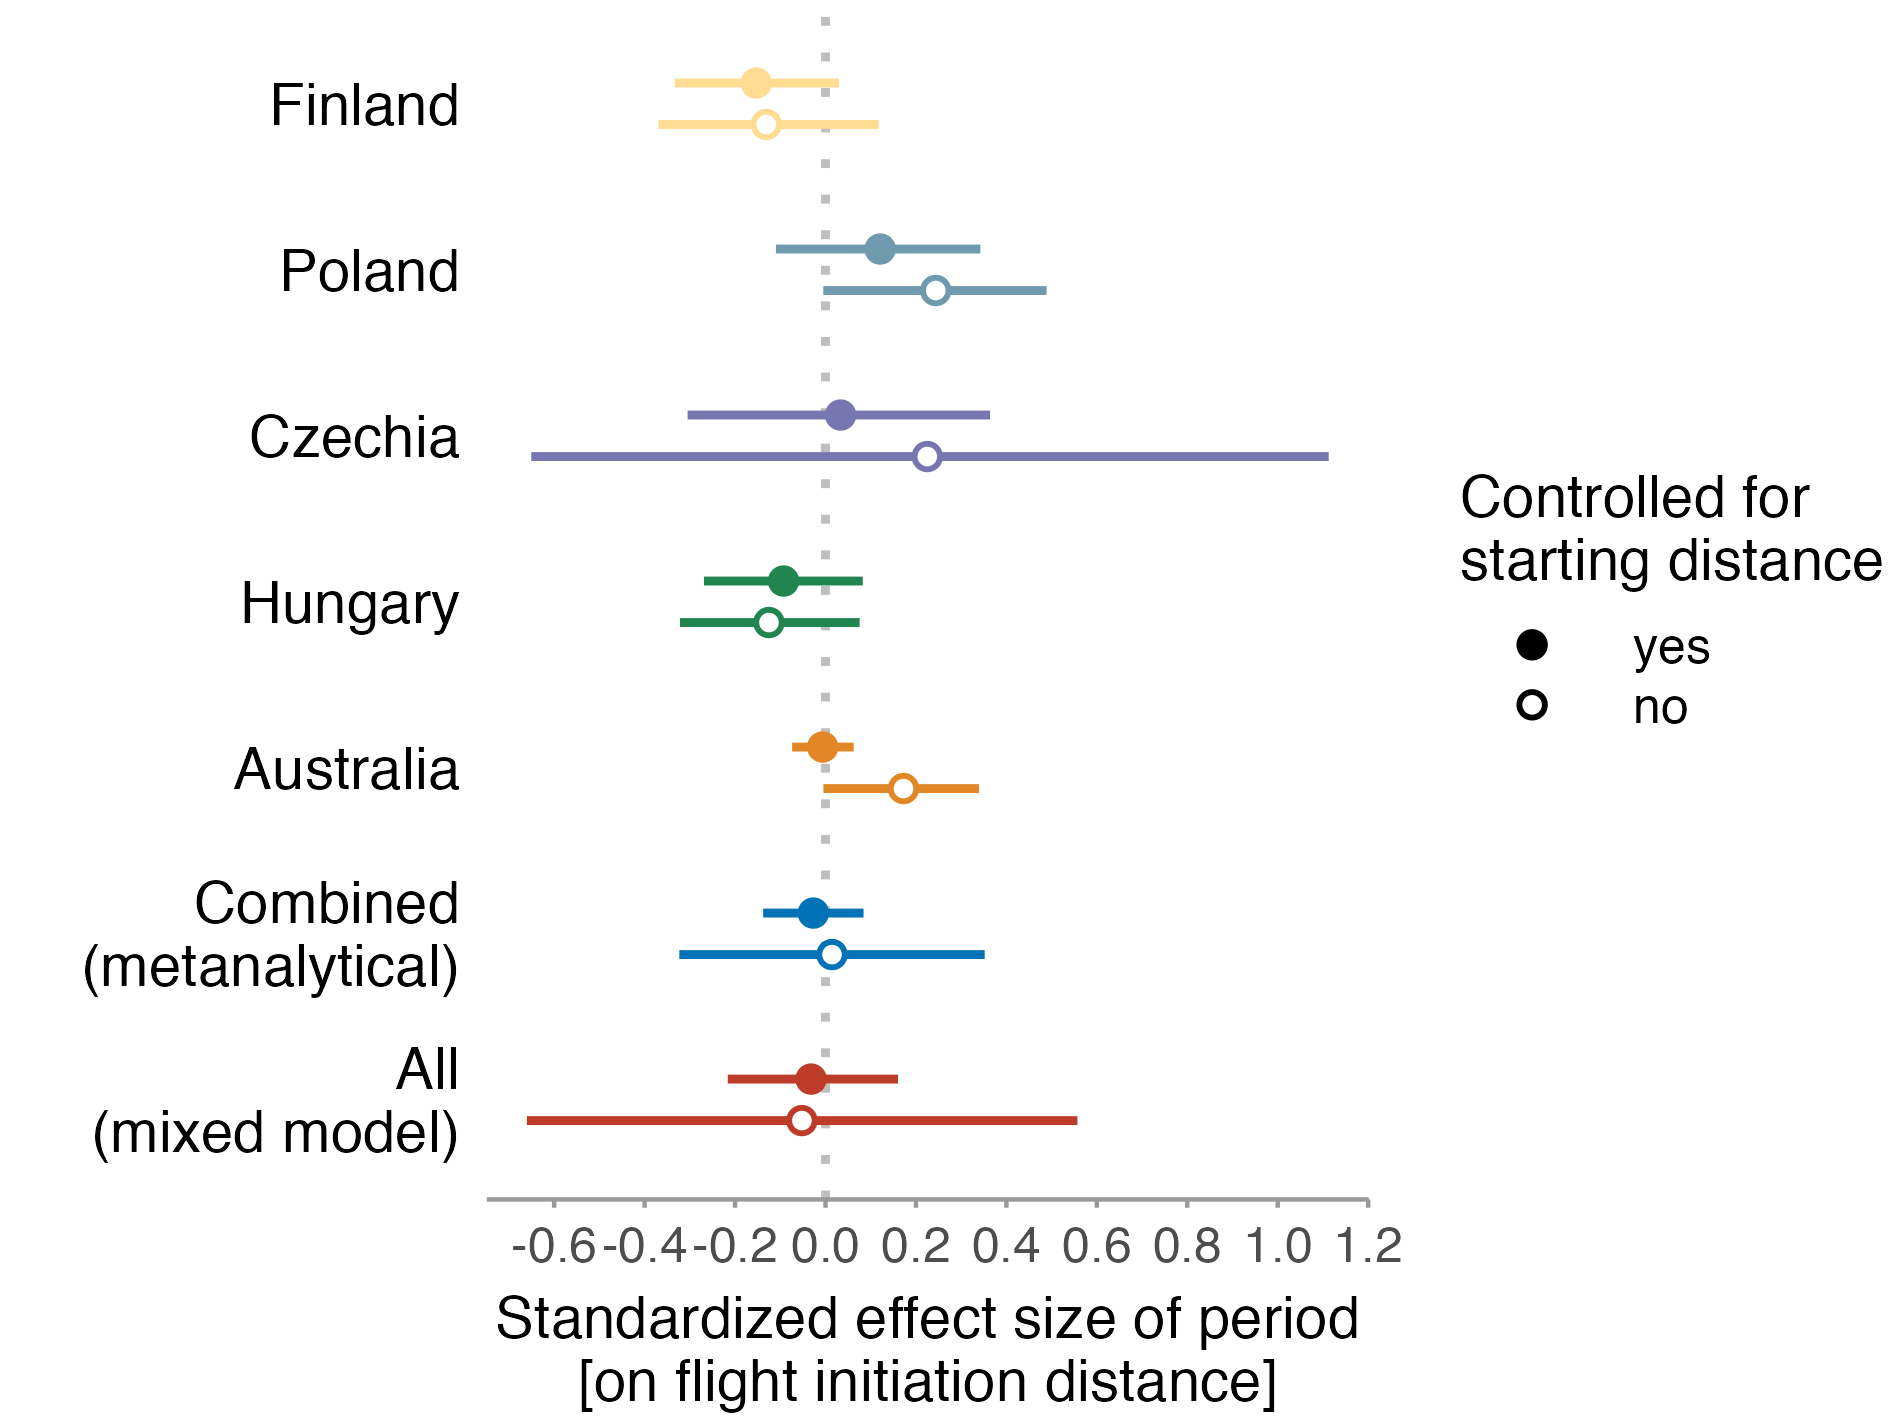 Finland
Poland
Czechia
Hungary
Australia
Combined
(metanalytical)
All
(mixed model)
Controlled for
starting distance
yes
no
-0.6 -0.4 -0.2 0.0 0.2 0.4 0.6 0.8 1.0 1.2
Standardized effect size of period
[on flight initiation distance]